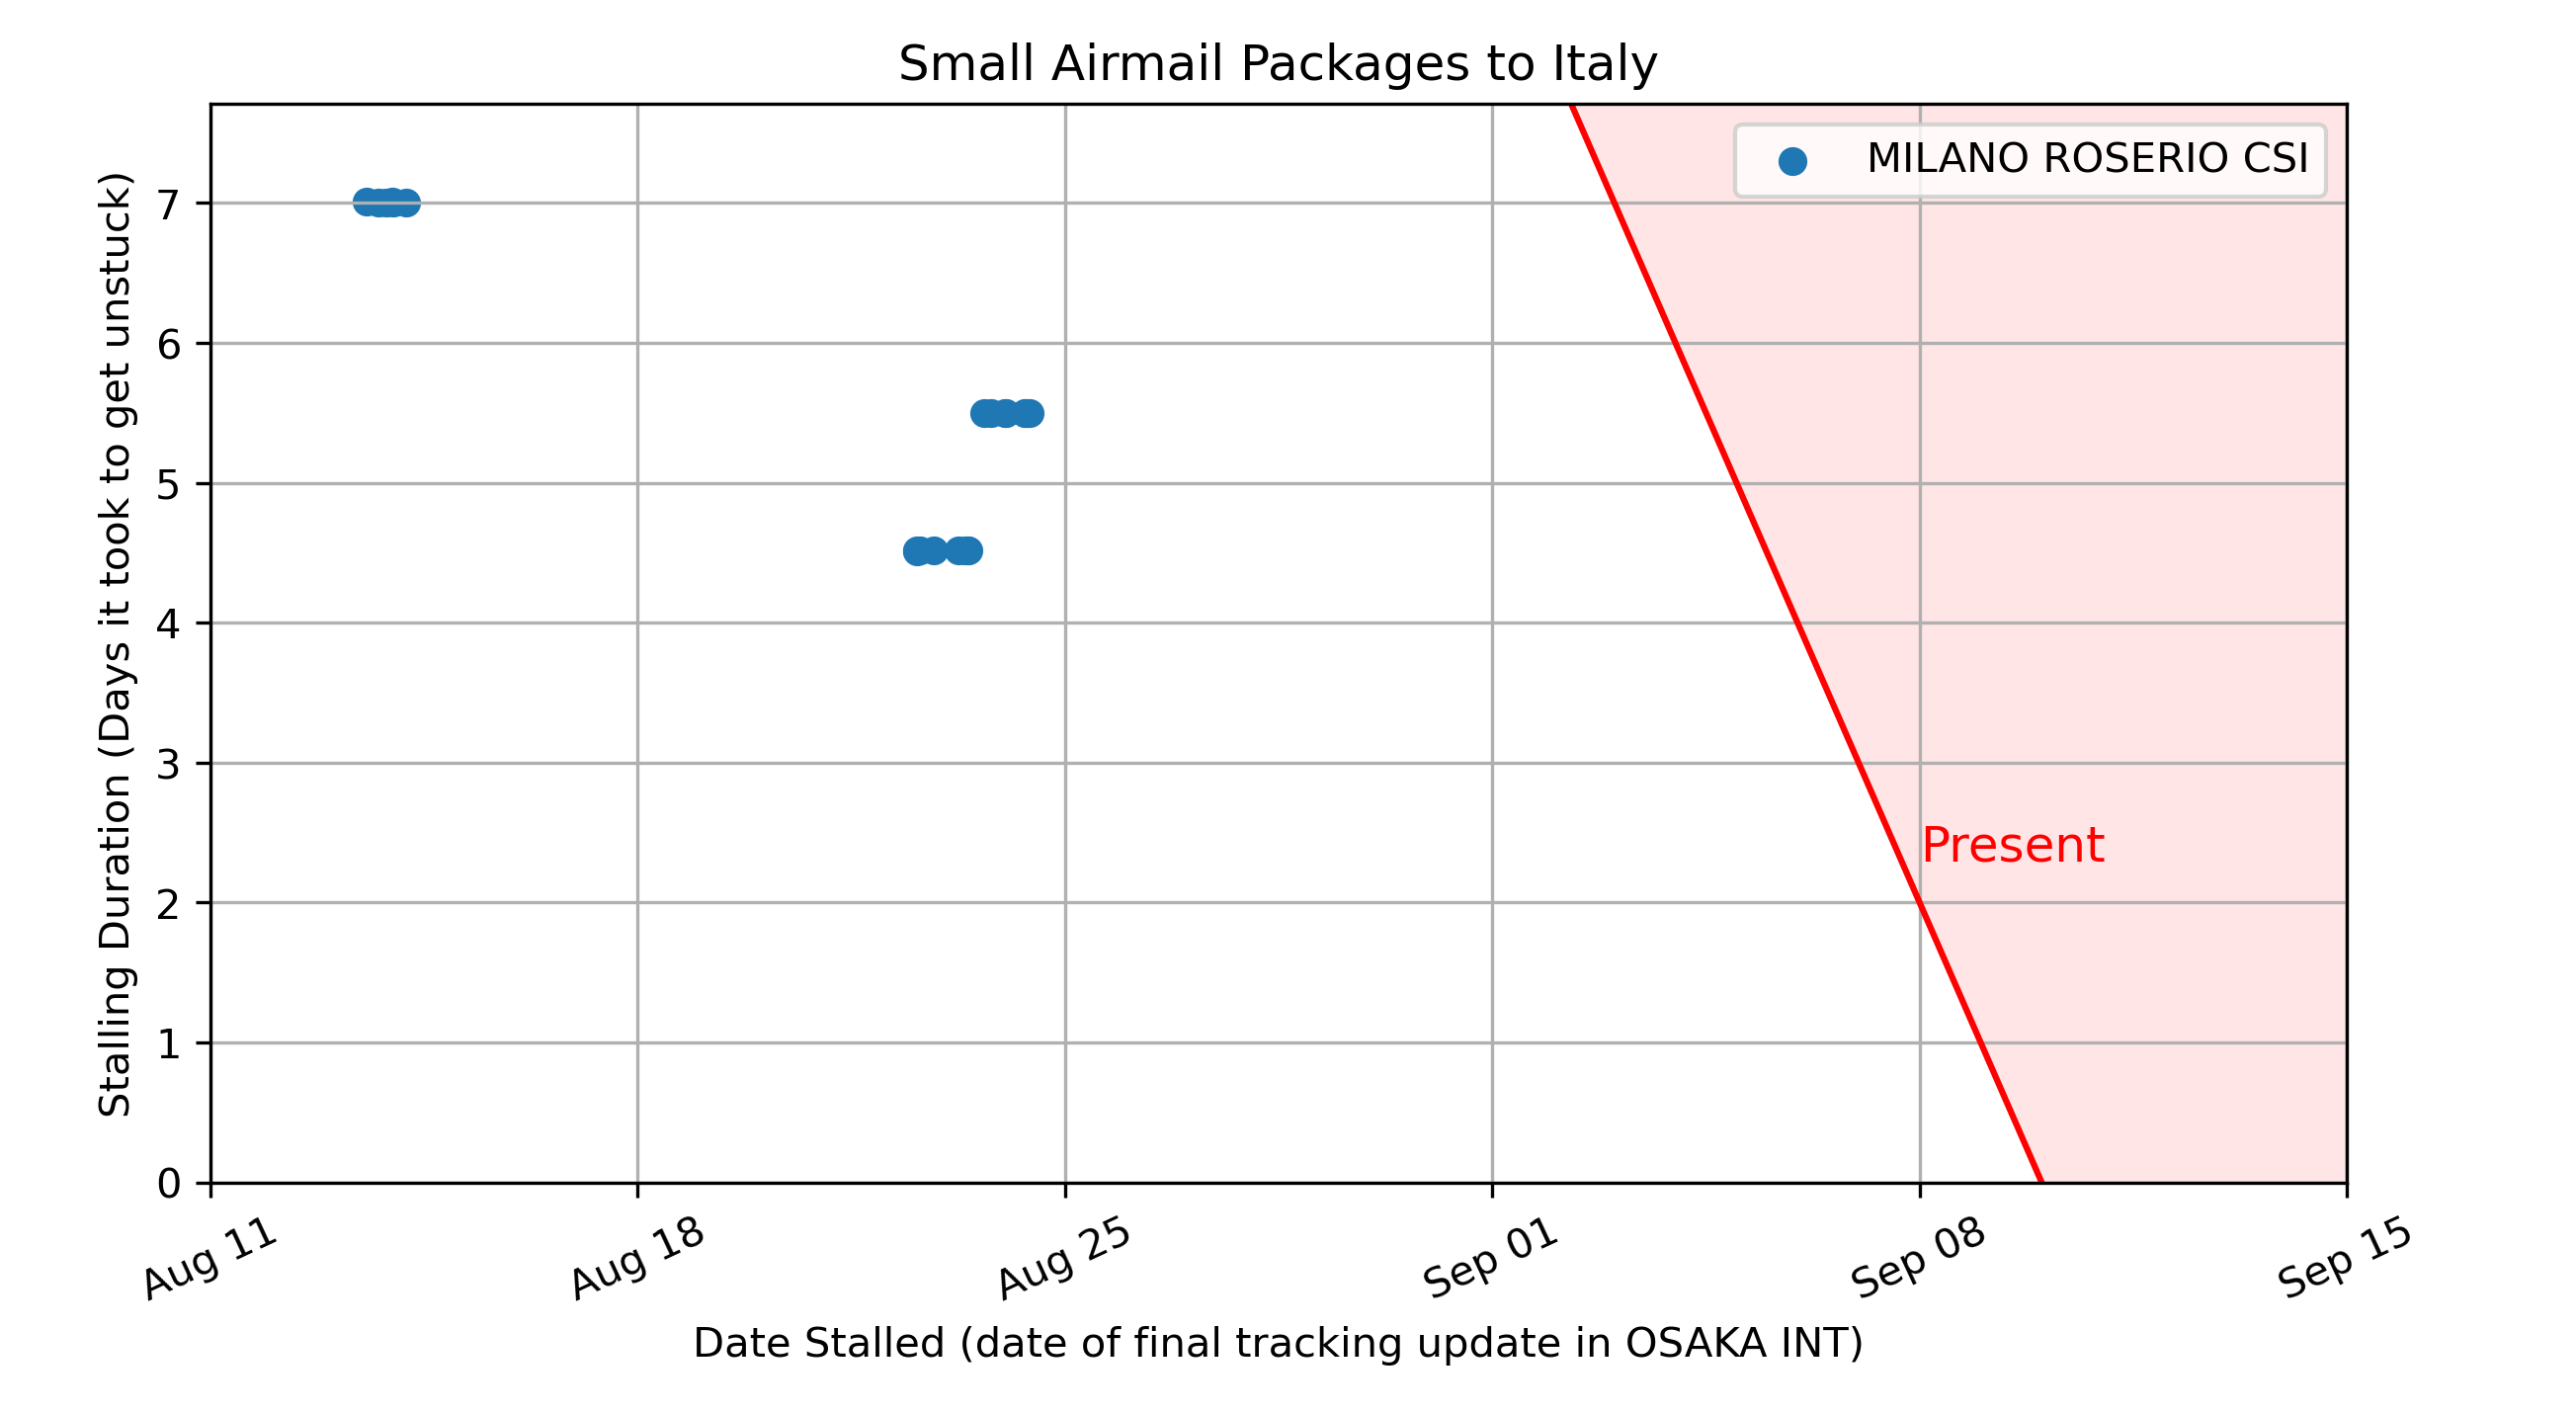 Small Airmail Packages to Italy
MILANO ROSERIO CSI
Stalling Duration (Days it took to get unstuck)
7
6
5
4
3
2
1
0
Present
Aug 11
Aug 18
Aug 25
Sep 01
Sep 08
Sep 15
Date Stalled (date of final tracking update in OSAKA INT)